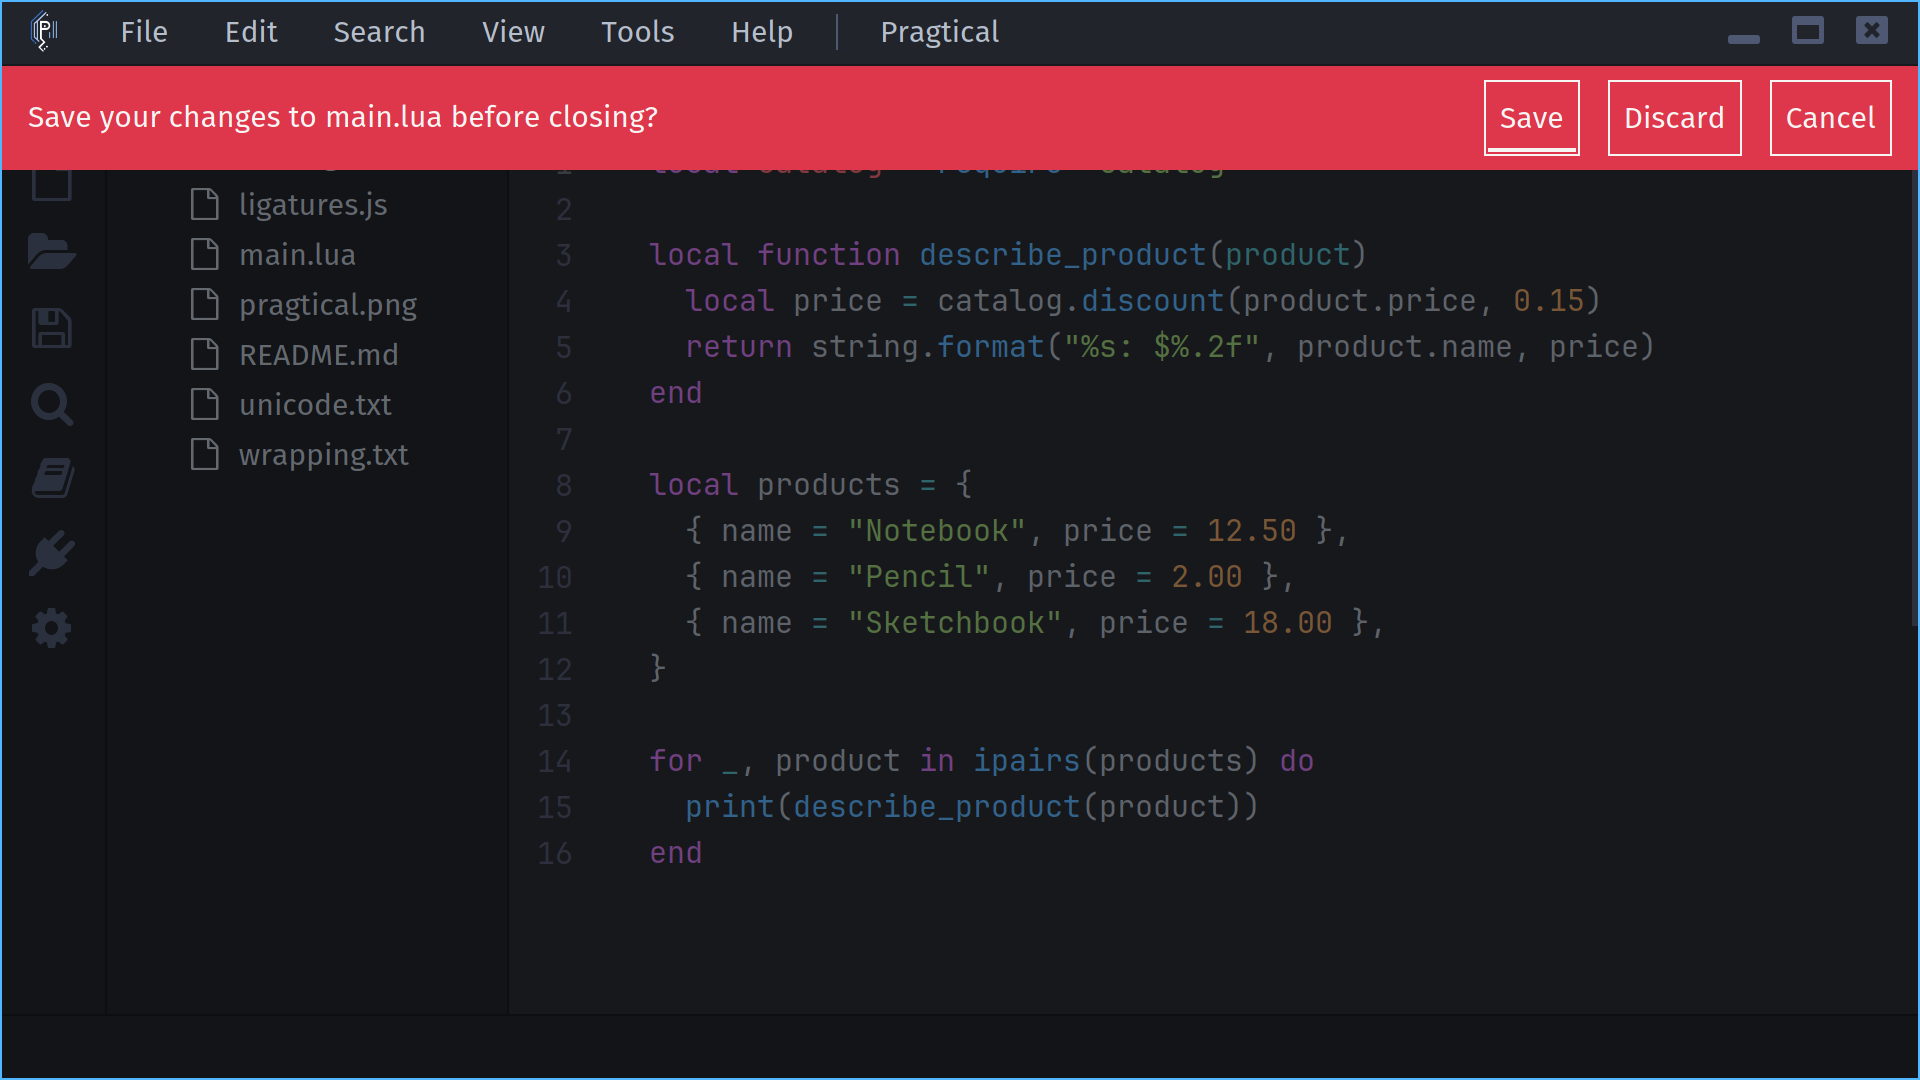 File Edit Search View Tools Help Pragtical
Save your changes to main.lua before closing? Save Discard Cancel
ligatures.js
main.lua
pragtical.png
README.md
unicode.txt
wrapping.txt
2
3 local function describe_product(product)
4 local price = catalog.discount(product.price, 0.15)
5 return string.format("%s: $%.2f", product.name, price)
6 end
7
8 local products = {
9 { name = "Notebook", price = 12.50 },
10 { name = "Pencil", price = 2.00 },
11 { name = "Sketchbook", price = 18.00 },
12 }
13
14 for _, product in ipairs(products) do
15 print(describe_product(product))
16 end